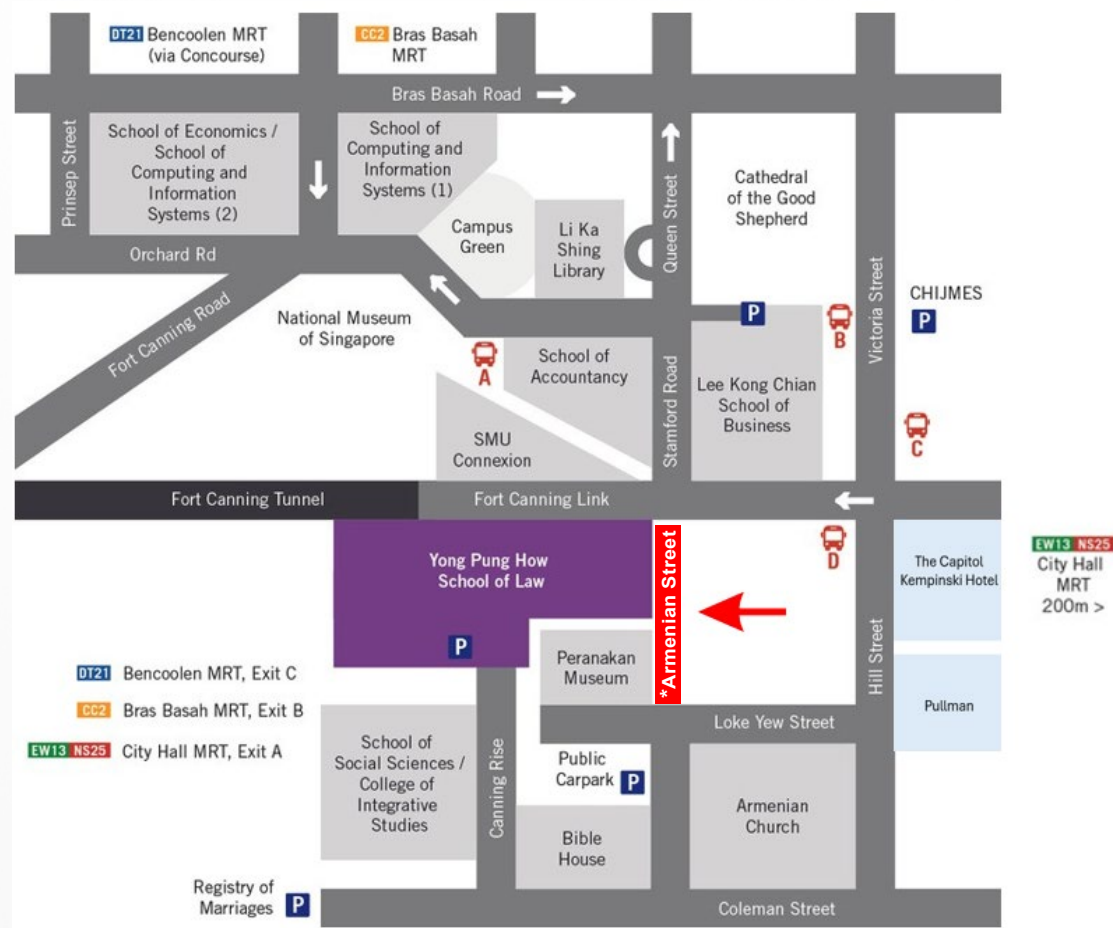 DT21 Bencoolen MRT
(via Concourse)
CC2 Bras Basah
MRT
Bras Basah Road
Prinsep Street
School of Economics /
School of
Computing and
Information
Systems (2)
School of
Computing and
Information
Systems (1)
Campus
Green
Li Ka
Shing
Library
Queen Street
Cathedral
of the Good
Shepherd
Victoria Street
Orchard Rd
Fort Canning Road
National Museum
of Singapore
CHIJMES
P
P
B
A
School of
Accountancy
Stamford Road
Lee Kong Chian
School of
Business
C
SMU
Connexion
Fort Canning Tunnel
Fort Canning Link
Yong Pung How
School of Law
P
*Armenian Street
D
The Capitol
Kempinski Hotel
EW13 NS25
City Hall
MRT
200m >
Hill Street
Peranakan
Museum
DT21 Bencoolen MRT, Exit C
CC2 Bras Basah MRT, Exit B
EW13 NS25 City Hall MRT, Exit A
Pullman
Loke Yew Street
School of
Social Sciences /
College of
Integrative
Studies
Canning Rise
Public
Carpark P
Bible
House
Armenian
Church
Registry of
Marriages P
Coleman Street